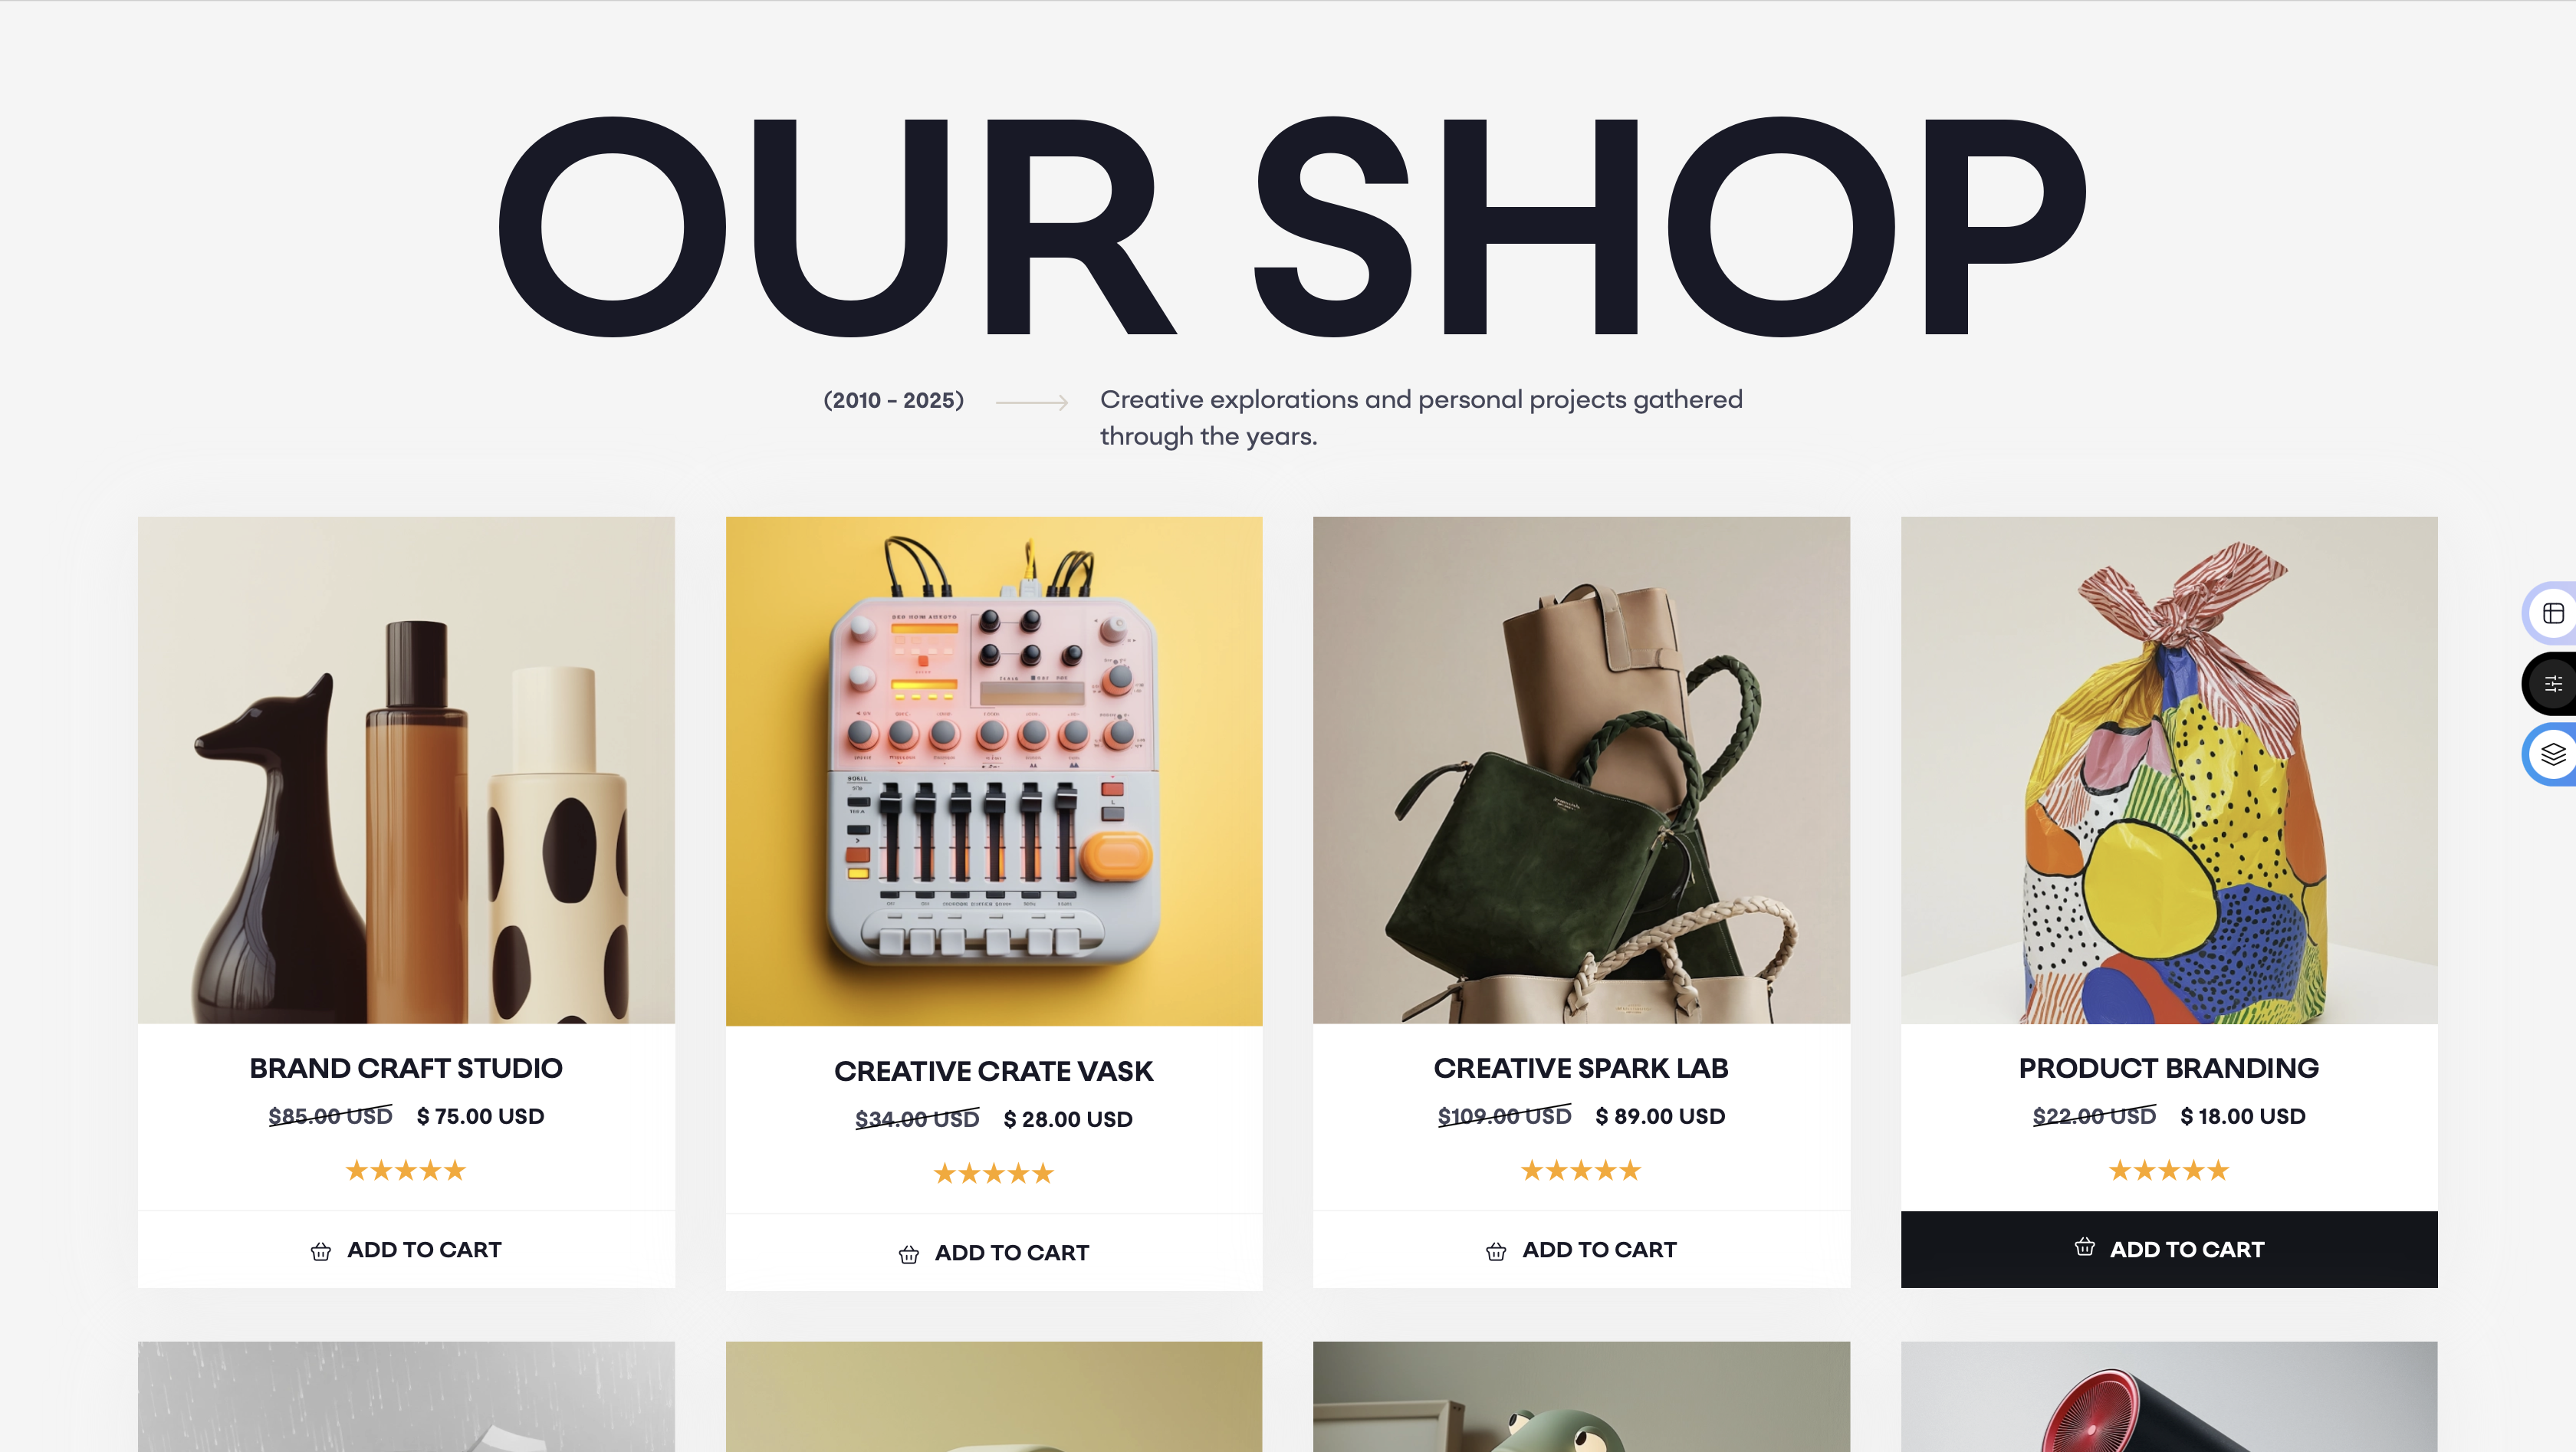 OUR SHOP
(2010 – 2025)
Creative explorations and personal projects gathered
through the years.
BRAND CRAFT STUDIO
$85.00 USD $ 75.00 USD
★★★★★
ADD TO CART
CREATIVE CRATE VASK
$34.00 USD $ 28.00 USD
★★★★★
ADD TO CART
CREATIVE SPARK LAB
$109.00 USD $ 89.00 USD
★★★★★
ADD TO CART
PRODUCT BRANDING
$22.00 USD $ 18.00 USD
★★★★★
ADD TO CART